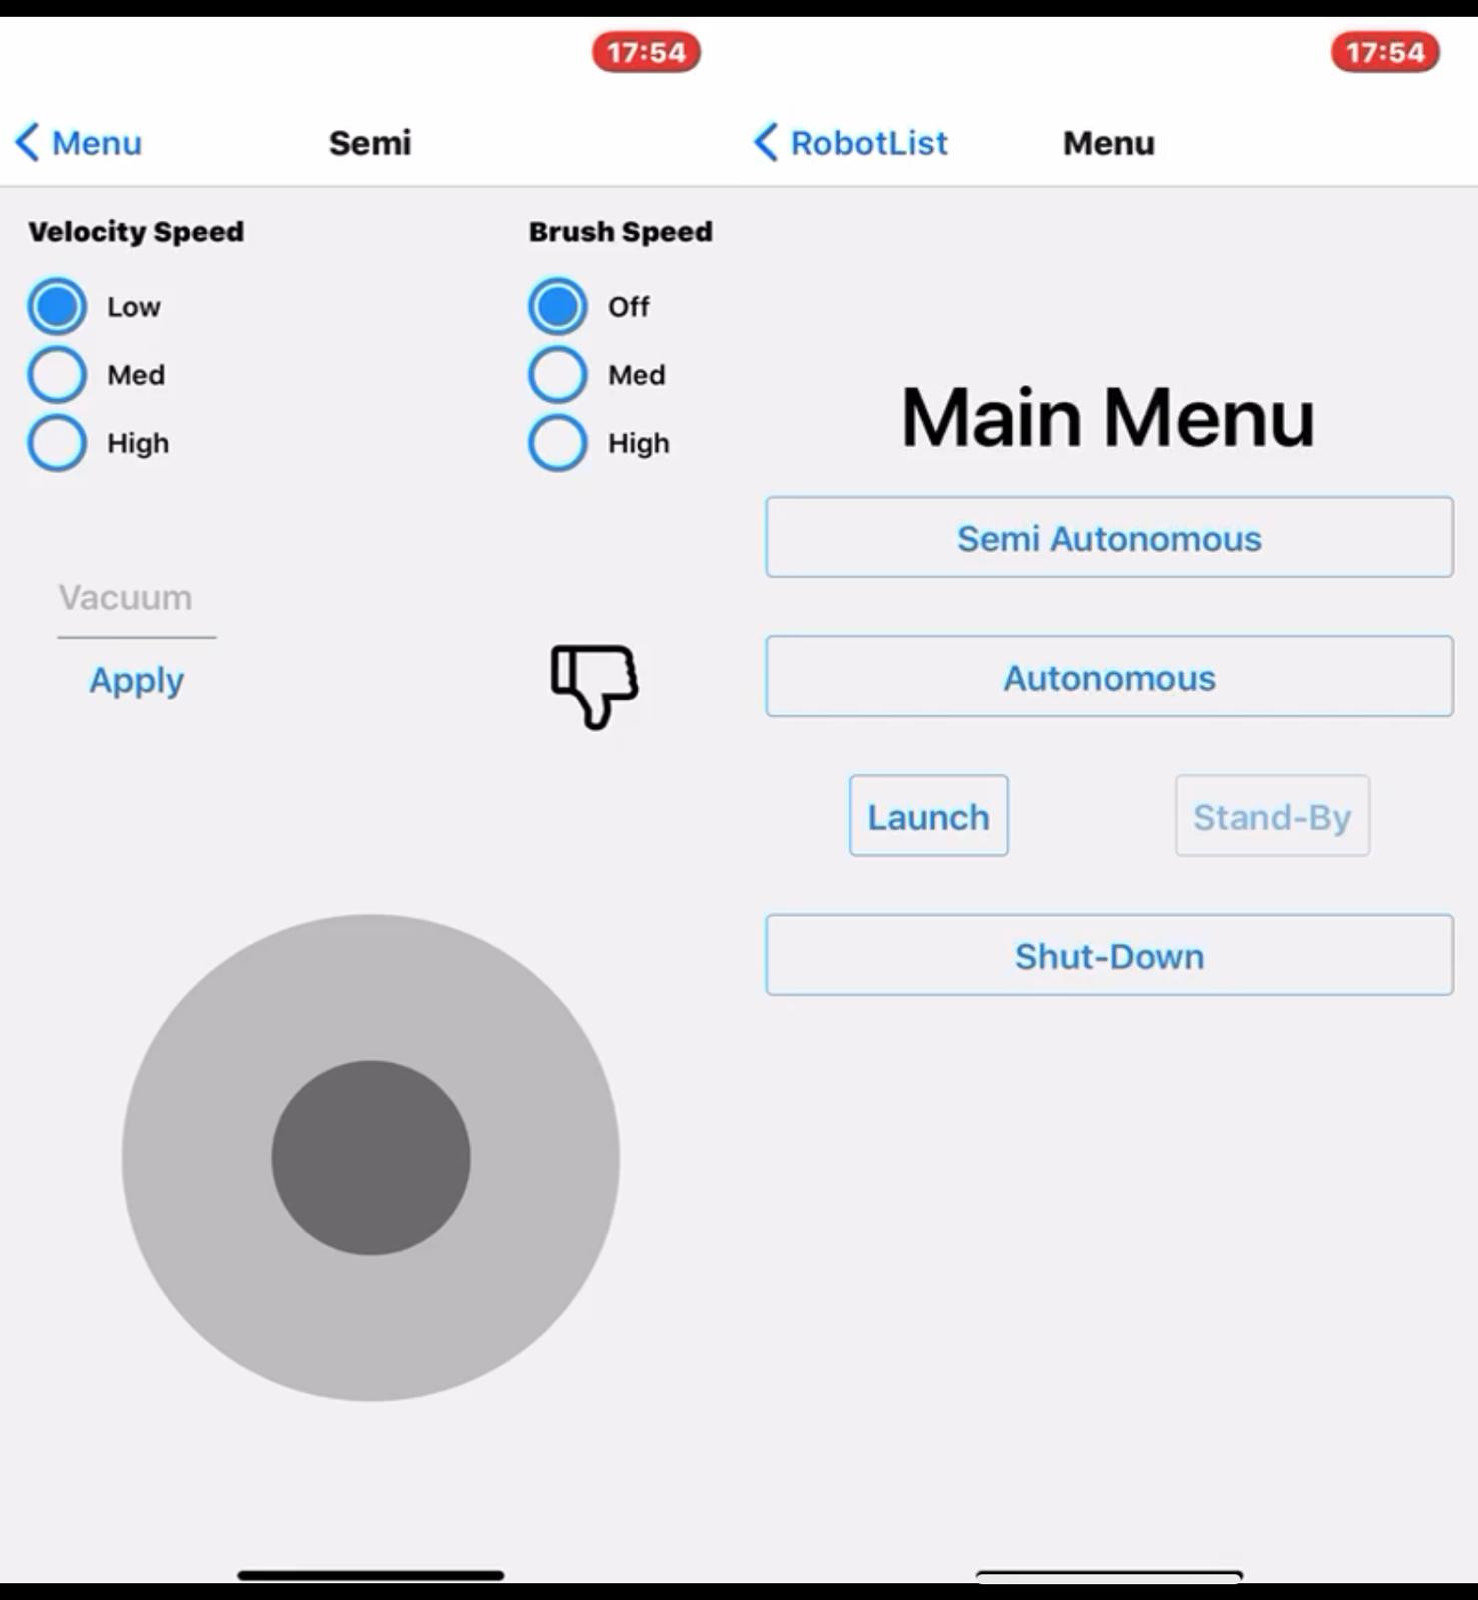 17:54
Menu
Semi
Velocity Speed
Low
Med
High
Brush Speed
Off
Med
High
Vacuum
Apply
17:54
RobotList
Menu
Main Menu
Semi Autonomous
Autonomous
Launch
Stand-By
Shut-Down